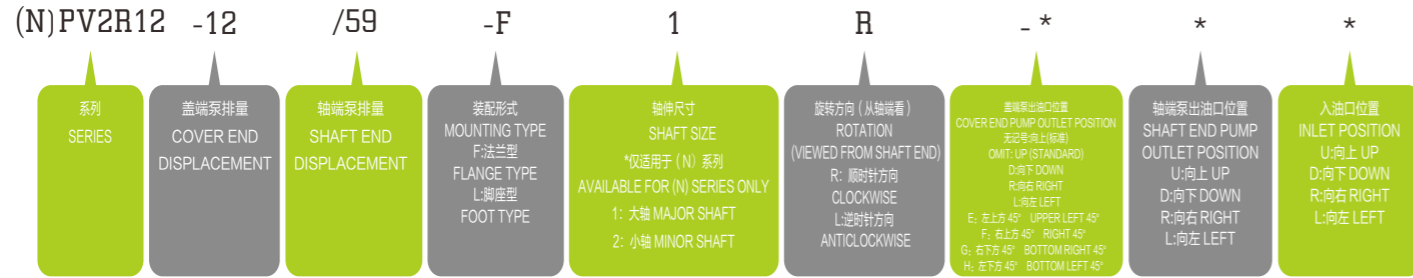 (N)PV2R12 -12 /59 -F 1 R -* * *
系列
SERIES
盖端泵排量
COVER END
DISPLACEMENT
轴端泵排量
SHAFT END
DISPLACEMENT
装配形式
MOUNTING TYPE
F:法兰型
FLANGE TYPE
L:脚座型
FOOT TYPE
轴伸尺寸
SHAFT SIZE
*仅适用于（N）系列
AVAILABLE FOR (N) SERIES ONLY
1: 大轴 MAJOR SHAFT
2: 小轴 MINOR SHAFT
旋转方向（从轴端看）
ROTATION
(VIEWED FROM SHAFT END)
R: 顺时针方向
CLOCKWISE
L:逆时针方向
ANTICLOCKWISE
盖端泵出油口位置
COVER END PUMP OUTLET POSITION
无记号:向上(标准)
OMIT: UP (STANDARD)
D:向下 DOWN
R:向右 RIGHT
L:向左 LEFT
E: 左上方 45° UPPER LEFT 45°
F: 右上方 45° RIGHT 45°
G: 右下方 45° BOTTOM RIGHT 45°
H: 左下方 45° BOTTOM LEFT 45°
轴端泵出油口位置
SHAFT END PUMP
OUTLET POSITION
U:向上 UP
D:向下 DOWN
R:向右 RIGHT
L:向左 LEFT
入油口位置
INLET POSITION
U:向上 UP
D:向下 DOWN
R:向右 RIGHT
L:向左 LEFT